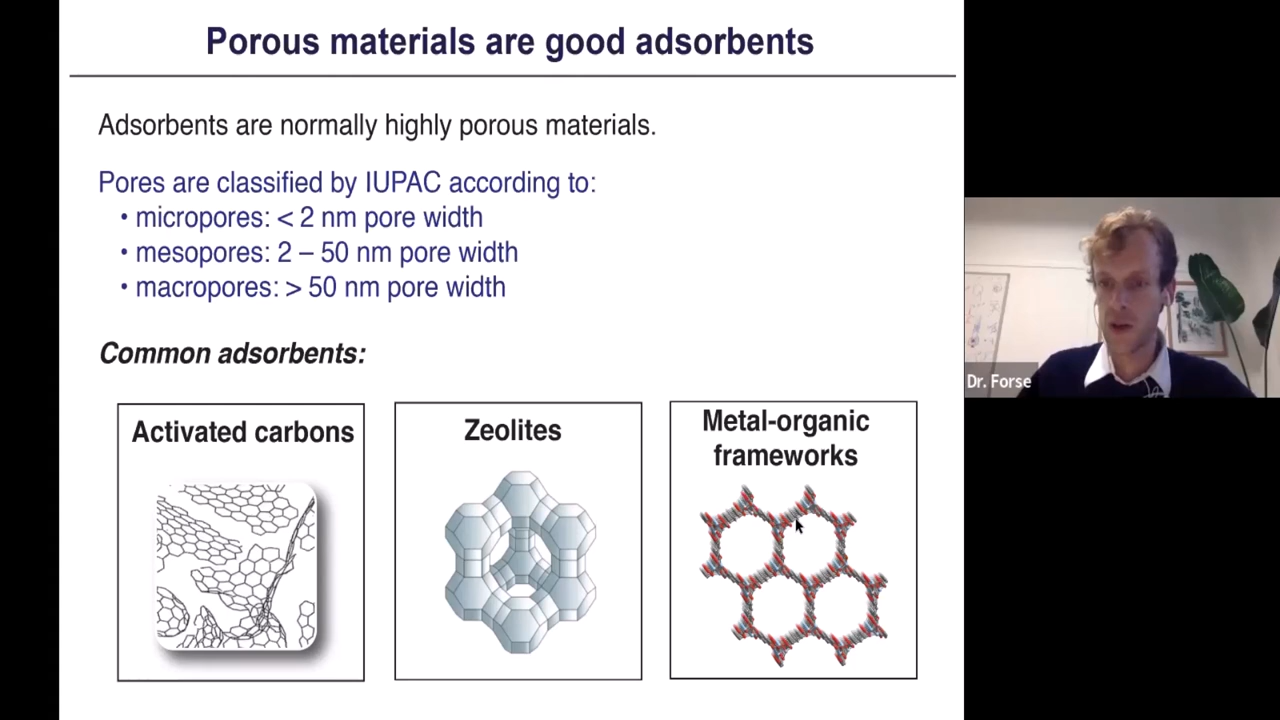 Porous materials are good adsorbents
Adsorbents are normally highly porous materials.
Pores are classified by IUPAC according to:
• micropores: < 2 nm pore width
• mesopores: 2 – 50 nm pore width
• macropores: > 50 nm pore width
Common adsorbents:
Activated carbons
Zeolites
Metal-organic
frameworks
Dr. Forse